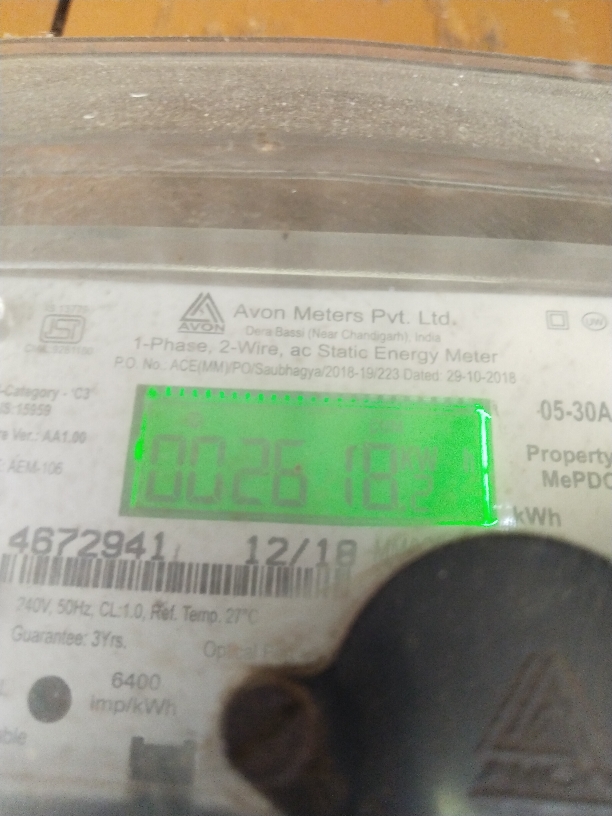 AVON
Avon Meters Pvt. Ltd.
Dera Bassi (Near Chandigarh), India
1-Phase, 2-Wire, ac Static Energy Meter
P.O. No.: ACE(MM)/PO/Saubhagya/2018-19/223 Dated: 29-10-2018
ISI
-Category - 'C3'
IS:15959
Ver.: AA1.00
AEM-106
05-30A
Property
MePDC
002618
kWh
4672941
12/18
240V, 50Hz, CL:1.0, Ref. Temp. 27°C
Guarantee: 3Yrs.
6400
imp/kWh